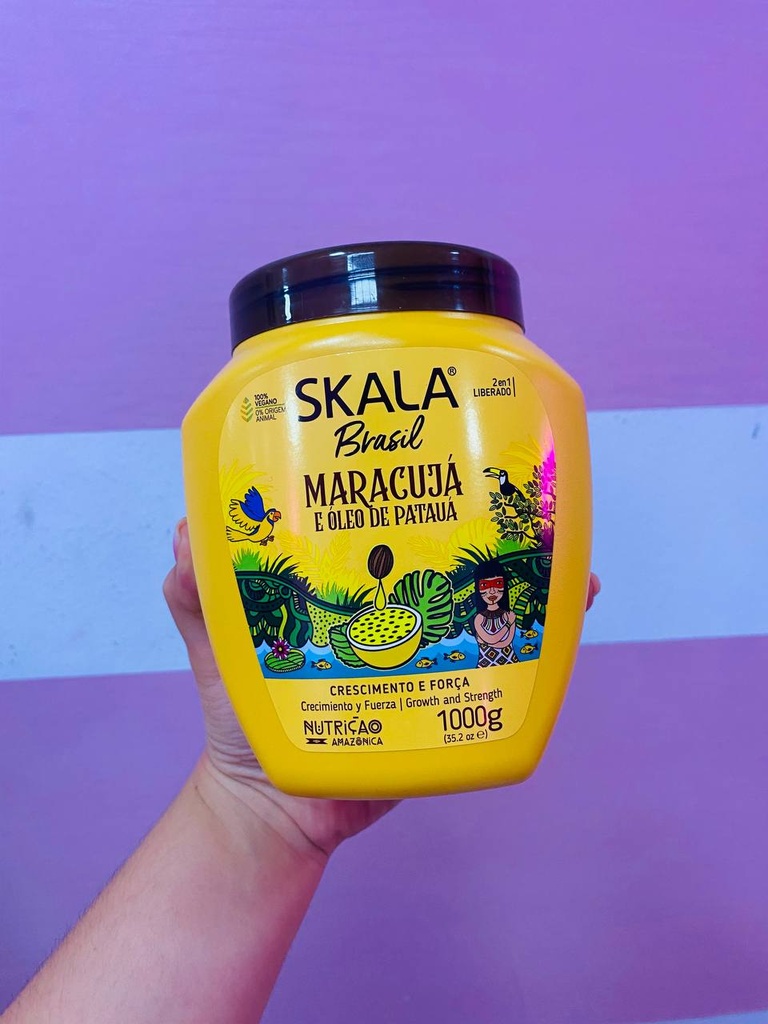 SKALA®
Brasil
100%
VEGANO
0% ORIGEM
ANIMAL
2 en 1
LIBERADO
MARACUJÁ
E ÓLEO DE PATAUÁ
CRESCIMENTO E FORÇA
Crecimiento y Fuerza | Growth and Strength
NUTRIÇÃO
AMAZÔNICA
1000g
(35.2 oz ℮)